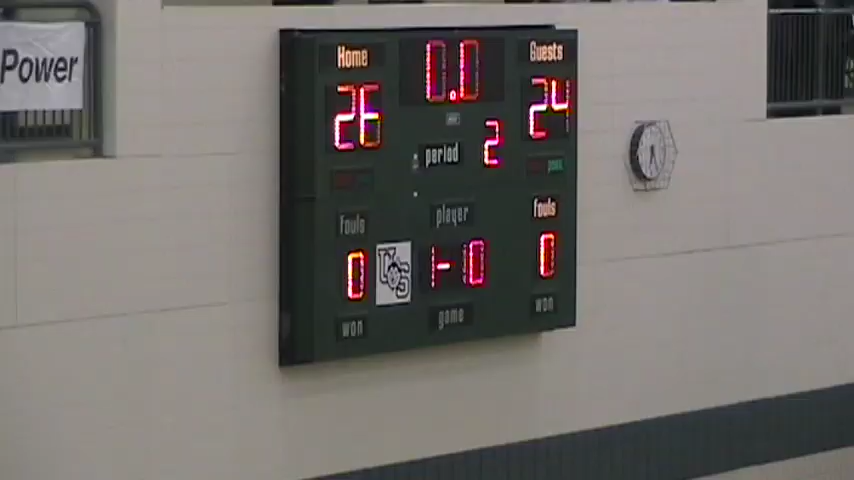 Power
Home 0.0 Guests
26 24
period 2
poss
fouls player fouls
0 US 1-10 0
won game won